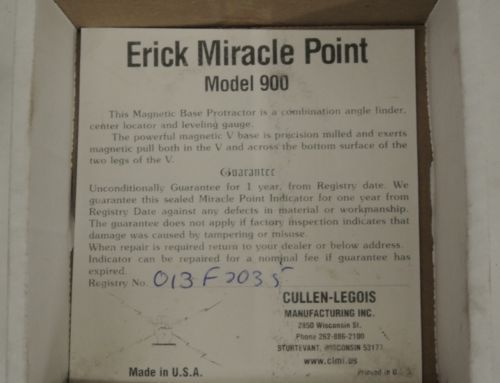 Erick Miracle Point
Model 900
This Magnetic Base Protractor is a combination angle finder,
center locator and leveling gauge.
The powerful magnetic V base is pricision milled and exerts
magnetic pull both in the V and across the bottom surface of the
two legs of the V.
Guarantee
Unconditionally Guarantee for 1 year, from Registry date. We
guarantee this sealed Miracle Point Indicator for one year from
Registry Date against any defects in material or workmanship.
The guarantee does not apply if factory inspection indicates that
damage was caused by tampering or misuse.
When repair is required return to your dealer or below address.
Indicator can be repaired for a nominal fee if guarantee has
expired.
Registry No. 013F2035
CULLEN-LEGOIS
MANUFACTURING INC.
2850 Wisconsin St.
Phone 262-886-2100
STURTEVANT, WISCONSIN 53177
www.clmi.us
Made in U.S.A.
Printed in